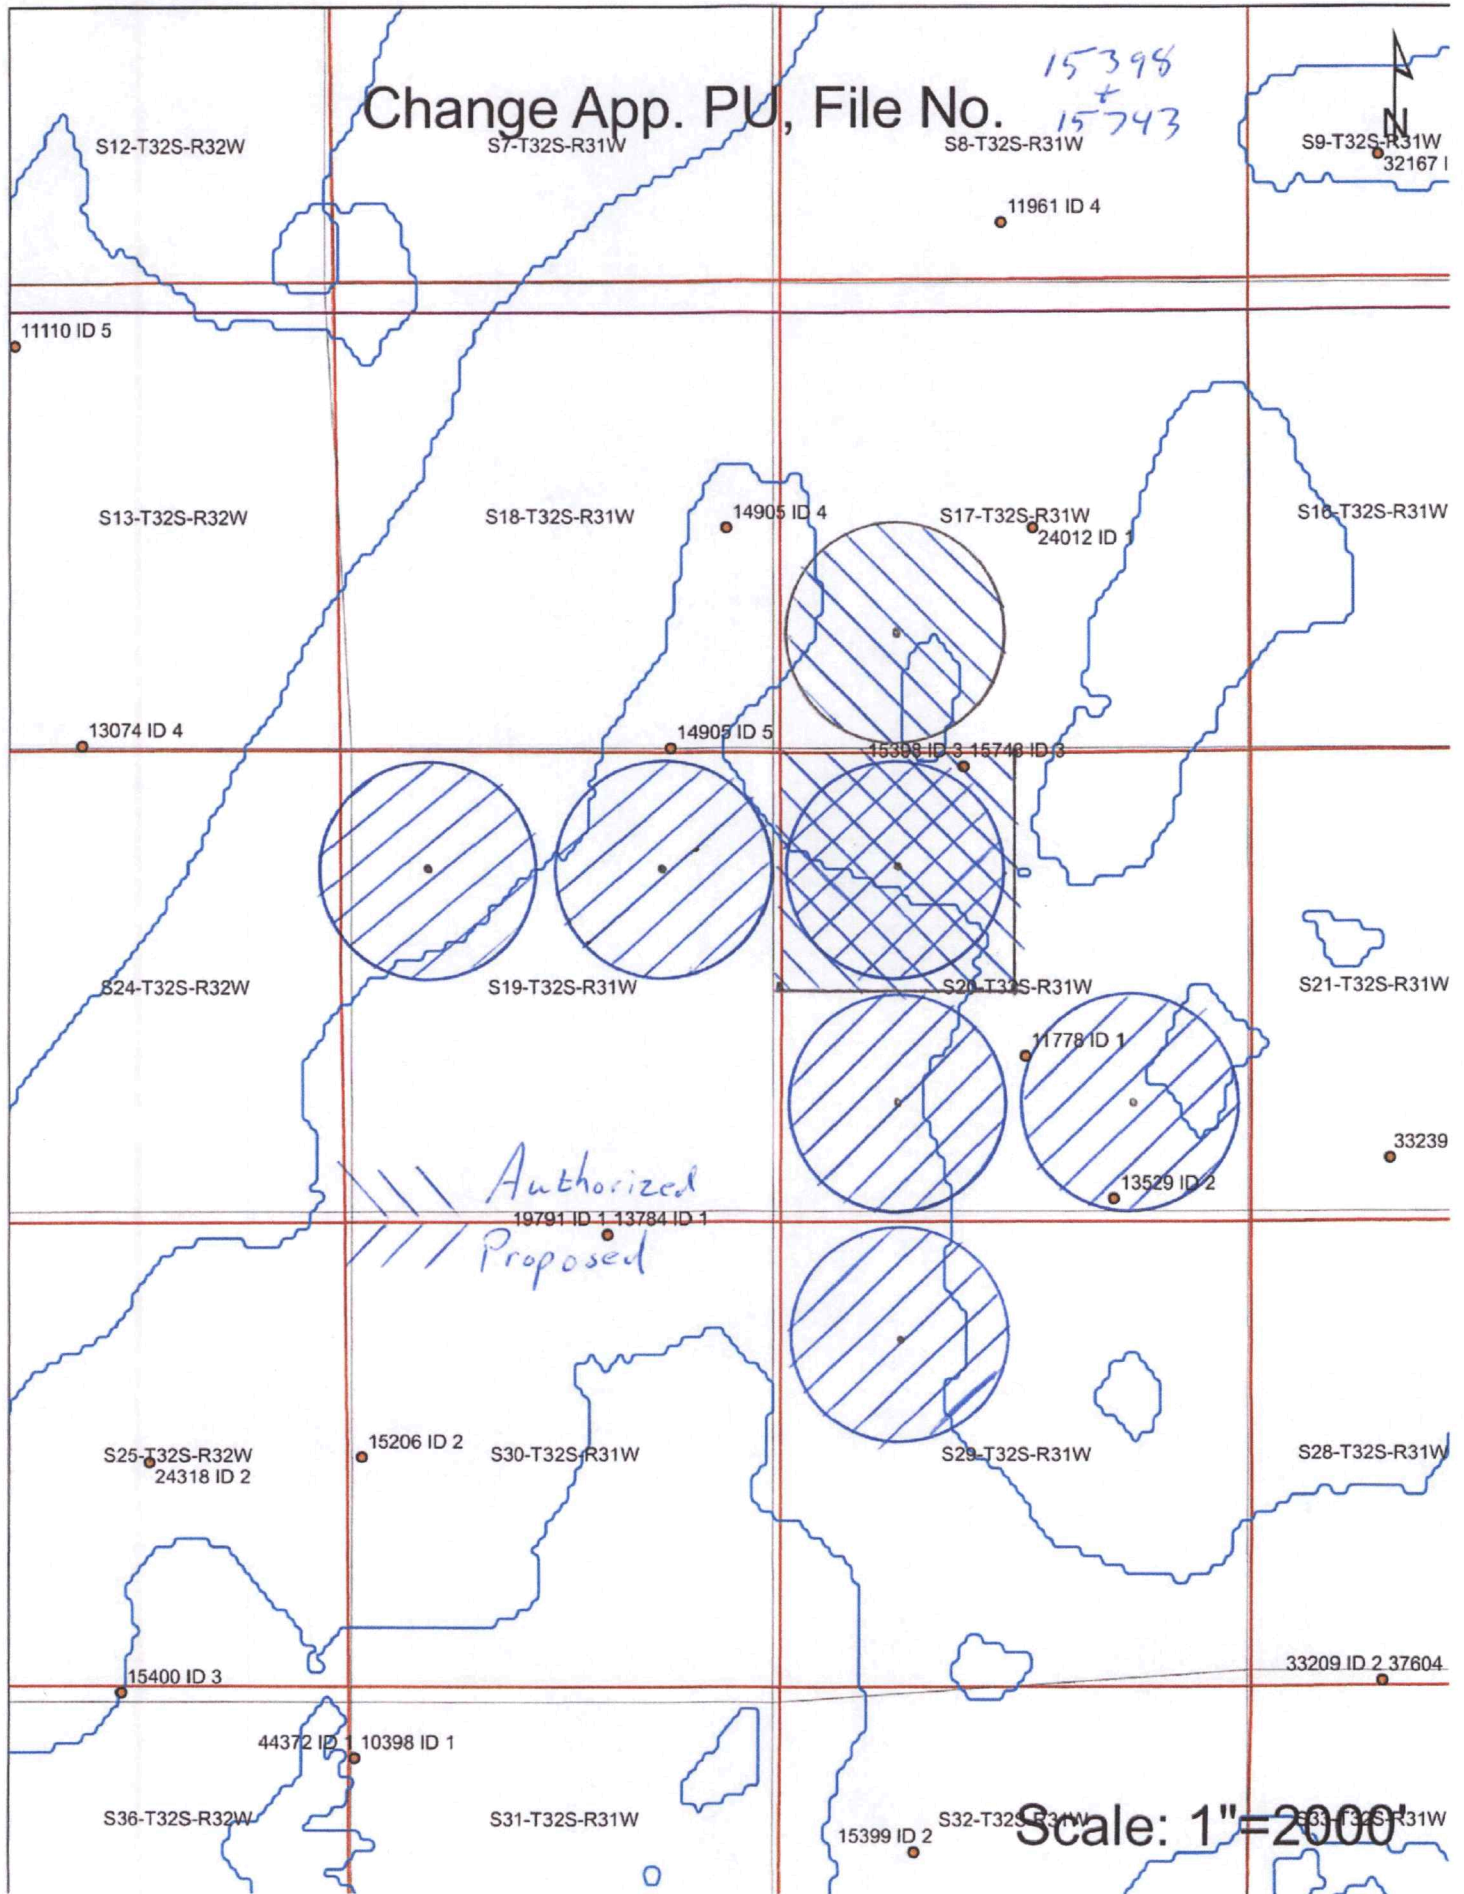 15398
+
Change App. PU, File No. 15743
S12-T32S-R32W
S7-T32S-R31W
S8-T32S-R31W
S9-T32S-R31W
N
32167 I
11961 ID 4
11110 ID 5
S13-T32S-R32W
S18-T32S-R31W
14905 ID 4
S17-T32S-R31W
24012 ID 1
S16-T32S-R31W
13074 ID 4
14905 ID 5
15398 ID 3 15743 ID 3
S24-T32S-R32W
S19-T32S-R31W
S20-T32S-R31W
S21-T32S-R31W
11778 ID 1
33239
Authorized
13529 ID 2
19791 ID 1 13784 ID 1
Proposed
15206 ID 2
S25-T32S-R32W
24318 ID 2
S30-T32S-R31W
S29-T32S-R31W
S28-T32S-R31W
15400 ID 3
33209 ID 2 37604
44372 ID 1 10398 ID 1
S36-T32S-R32W
S31-T32S-R31W
S32-T32S-R31W
S33-T32S-R31W
Scale: 1"=2000'
15399 ID 2